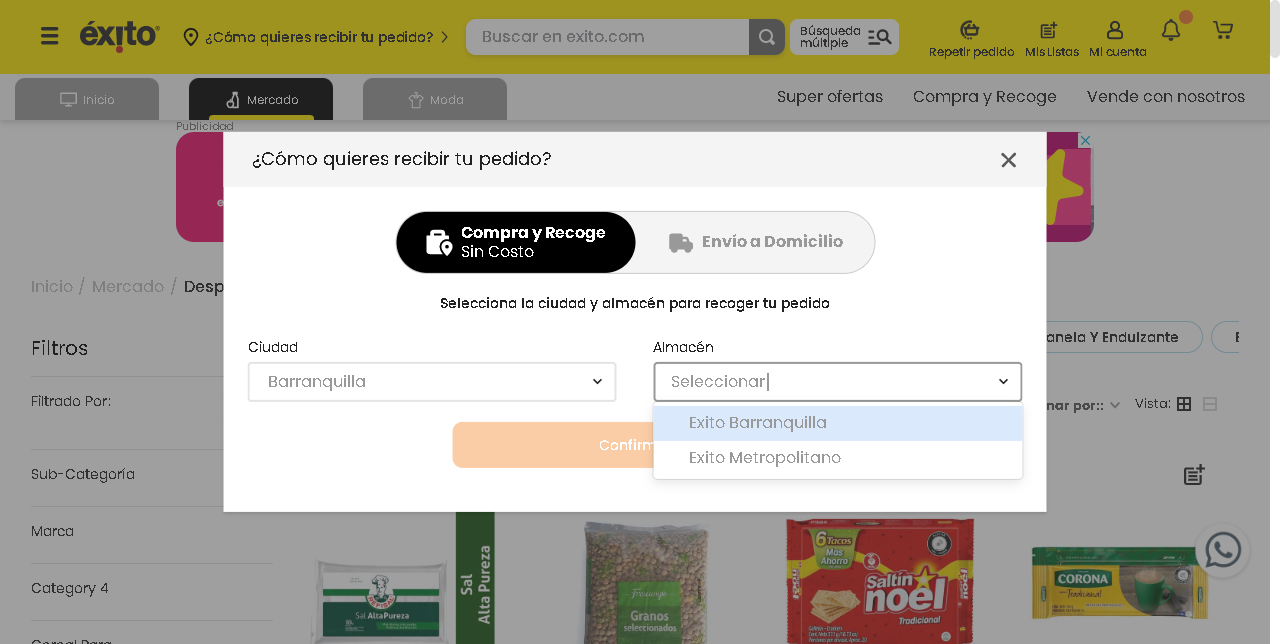 éxito
¿Cómo quieres recibir tu pedido?
Buscar en exito.com
Búsqueda
múltiple
Repetir pedido
Mis Listas
Mi cuenta
Inicio
Mercado
Moda
Super ofertas
Compra y Recoge
Vende con nosotros
Publicidad
¿Cómo quieres recibir tu pedido?
Compra y Recoge
Sin Costo
Envío a Domicilio
Selecciona la ciudad y almacén para recoger tu pedido
Inicio / Mercado / Desp
Filtros
anela Y Endulzante
Ciudad
Almacén
Barranquilla
Seleccionar
Filtrado Por:
nar por::
Vista:
Exito Barranquilla
Confirm
Exito Metropolitano
Sub-Categoría
Marca
Category 4
Cereal Para
Sal AltaPureza
Sal
Alta Pureza
Frescampo
Granos
seleccionados
6 Tacos
Más
Ahorro
Saltín
noel
Tradicional
CORONA
Tradicional